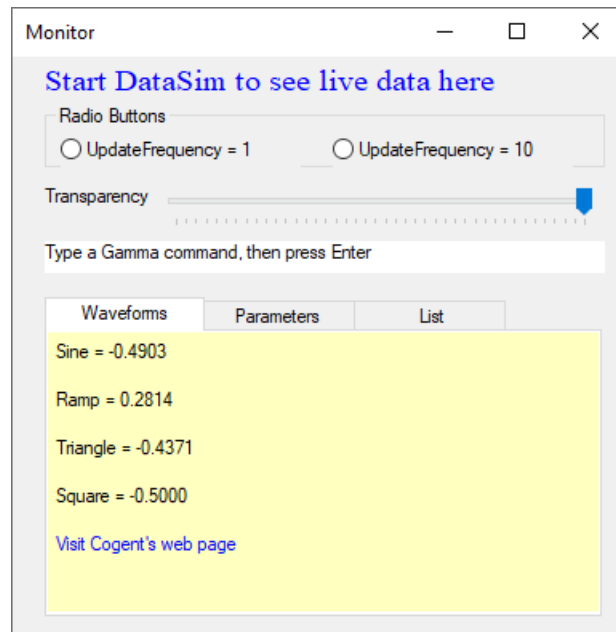 Monitor
Start DataSim to see live data here
Radio Buttons
UpdateFrequency = 1 UpdateFrequency = 10
Transparency
Type a Gamma command, then press Enter
Waveforms Parameters List
Sine = -0.4903
Ramp = 0.2814
Triangle = -0.4371
Square = -0.5000
Visit Cogent's web page